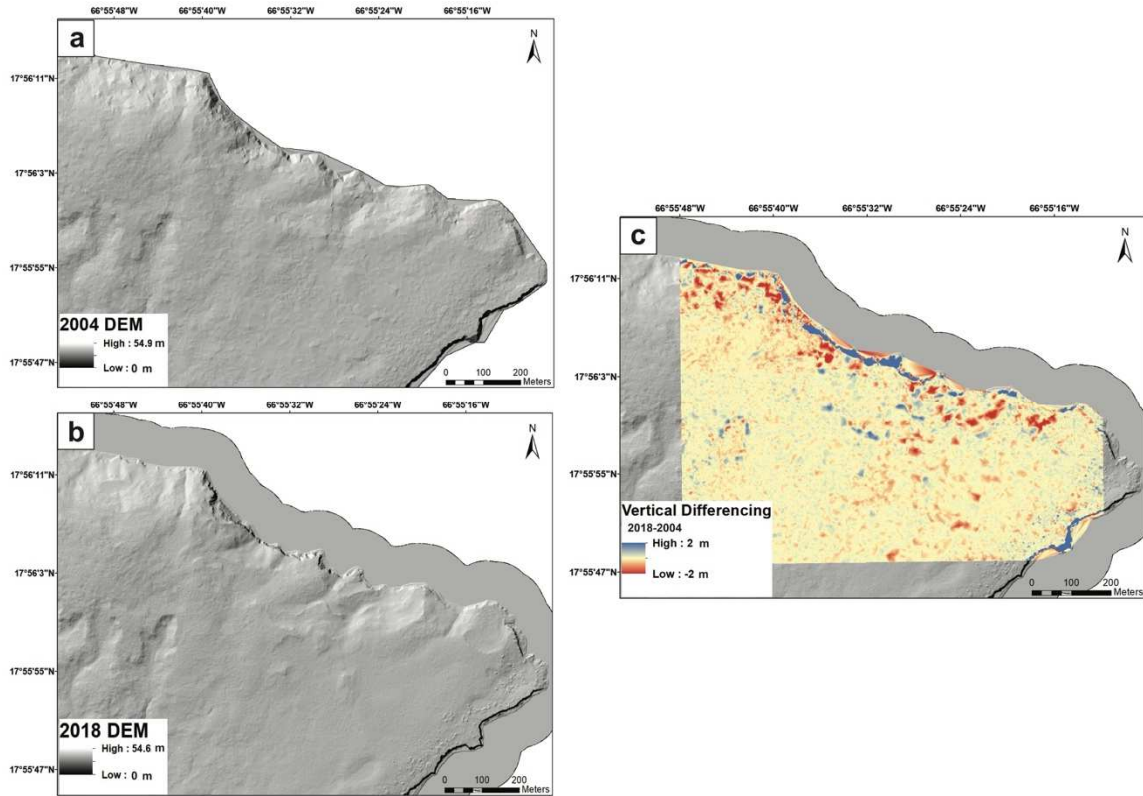 66°55'48"W 66°55'40"W 66°55'32"W 66°55'24"W 66°55'16"W
a
N
17°56'11"N
17°56'3"N
17°55'55"N
17°55'47"N
2004 DEM
High : 54.9 m
Low : 0 m
0 100 200
Meters
66°55'48"W 66°55'40"W 66°55'32"W 66°55'24"W 66°55'16"W
b
N
17°56'11"N
17°56'3"N
17°55'55"N
17°55'47"N
2018 DEM
High : 54.6 m
Low : 0 m
0 100 200
Meters
66°55'48"W 66°55'40"W 66°55'32"W 66°55'24"W 66°55'16"W
c
N
17°56'11"N
17°56'3"N
17°55'55"N
17°55'47"N
Vertical Differencing
2018-2004
High : 2 m
Low : -2 m
0 100 200
Meters